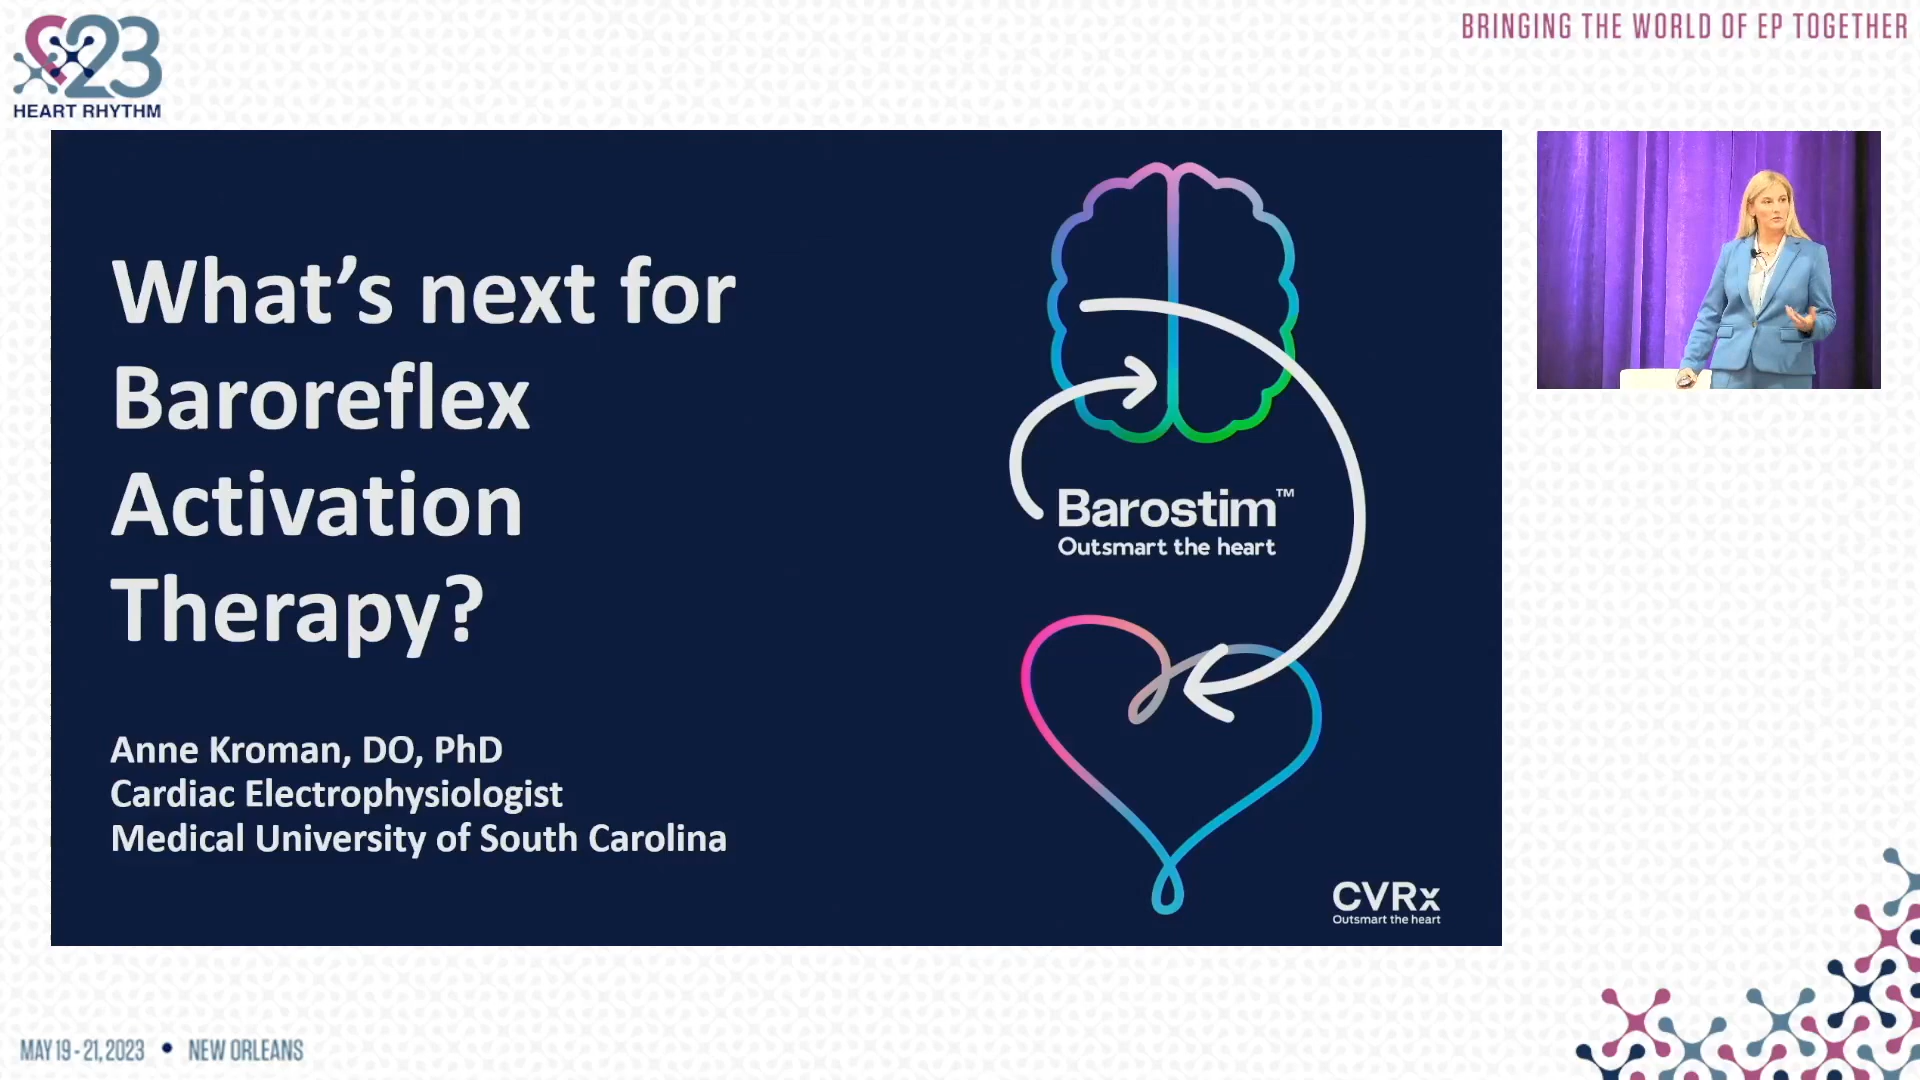 23
HEART RHYTHM
BRINGING THE WORLD OF EP TOGETHER
What’s next for
Baroreflex
Activation
Therapy?
Anne Kroman, DO, PhD
Cardiac Electrophysiologist
Medical University of South Carolina
Barostim™
Outsmart the heart
CVRx
Outsmart the heart
MAY 19 - 21, 2023 • NEW ORLEANS